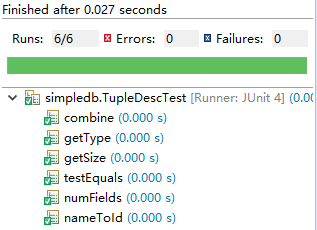 Finished after 0.027 seconds
Runs: 6/6 Errors: 0 Failures: 0
simpledb.TupleDescTest [Runner: JUnit 4] (0.00
combine (0.000 s)
getType (0.000 s)
getSize (0.000 s)
testEquals (0.000 s)
numFields (0.000 s)
nameToId (0.000 s)